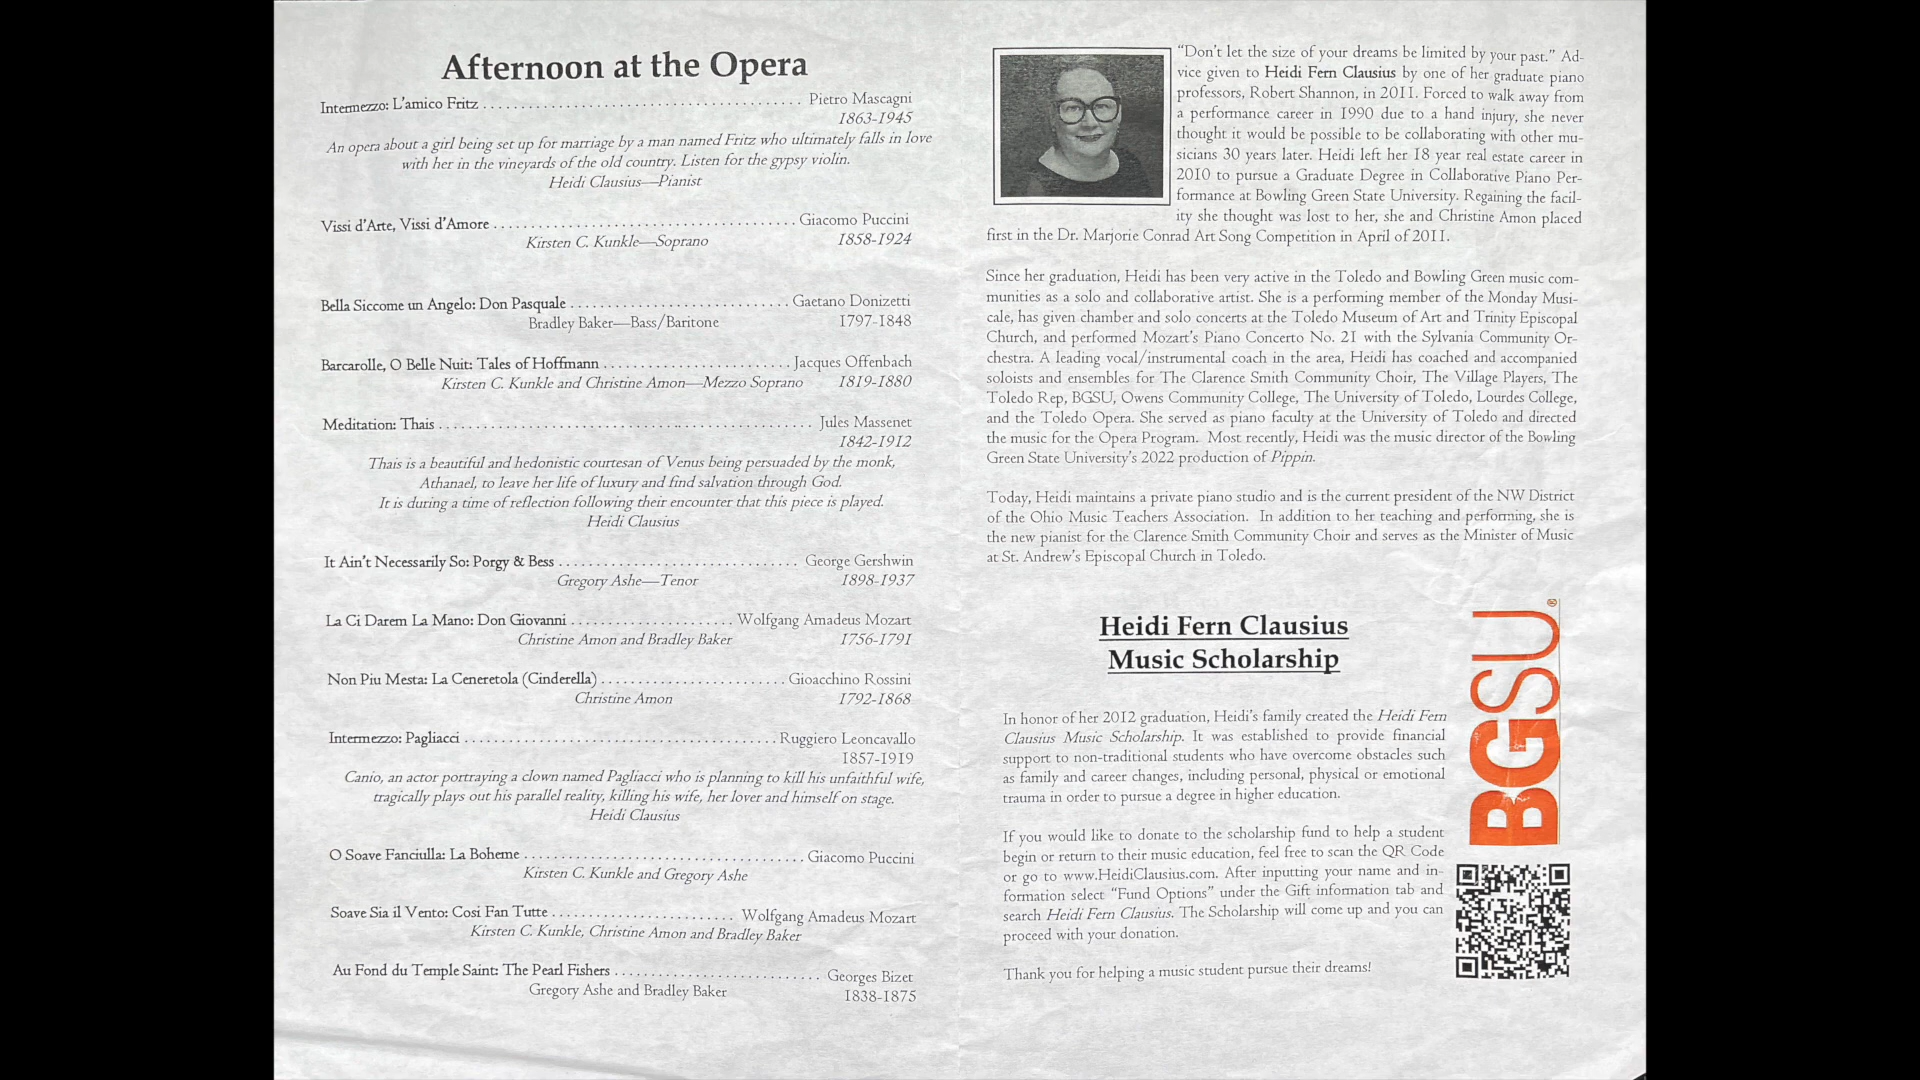 Afternoon at the Opera
Intermezzo: L'amico Fritz ........................................ Pietro Mascagni
1863-1945
An opera about a girl being set up for marriage by a man named Fritz who ultimately falls in love
with her in the vineyards of the old country. Listen for the gypsy violin.
Heidi Clausius—Pianist
Vissi d'Arte, Vissi d'Amore ...................................... Giacomo Puccini
Kirsten C. Kunkle—Soprano 1858-1924
Bella Siccome un Angelo: Don Pasquale ........................... Gaetano Donizetti
Bradley Baker—Bass/Baritone 1797-1848
Barcarolle, O Belle Nuit: Tales of Hoffmann ........................ Jacques Offenbach
Kirsten C. Kunkle and Christine Amon—Mezzo Soprano 1819-1880
Meditation: Thais ............................................... Jules Massenet
1842-1912
Thais is a beautiful and hedonistic courtesan of Venus being persuaded by the monk,
Athanael, to leave her life of luxury and find salvation through God.
It is during a time of reflection following their encounter that this piece is played.
Heidi Clausius
It Ain't Necessarily So: Porgy & Bess ............................... George Gershwin
Gregory Ashe—Tenor 1898-1937
La Ci Darem La Mano: Don Giovanni ..................... Wolfgang Amadeus Mozart
Christine Amon and Bradley Baker 1756-1791
Non Piu Mesta: La Ceneretola (Cinderella) ........................ Gioacchino Rossini
Christine Amon 1792-1868
Intermezzo: Pagliacci ........................................ Ruggiero Leoncavallo
1857-1919
Canio, an actor portraying a clown named Pagliacci who is planning to kill his unfaithful wife,
tragically plays out his parallel reality, killing his wife, her lover and himself on stage.
Heidi Clausius
O Soave Fanciulla: La Boheme .................................... Giacomo Puccini
Kirsten C. Kunkle and Gregory Ashe
Soave Sia il Vento: Cosi Fan Tutte ........................ Wolfgang Amadeus Mozart
Kirsten C. Kunkle, Christine Amon and Bradley Baker
Au Fond du Temple Saint: The Pearl Fishers ........................... Georges Bizet
Gregory Ashe and Bradley Baker 1838-1875
"Don't let the size of your dreams be limited by your past." Ad-
vice given to Heidi Fern Clausius by one of her graduate piano
professors, Robert Shannon, in 2011. Forced to walk away from
a performance career in 1990 due to a hand injury, she never
thought it would be possible to be collaborating with other mu-
sicians 30 years later. Heidi left her 18 year real estate career in
2010 to pursue a Graduate Degree in Collaborative Piano Per-
formance at Bowling Green State University. Regaining the facil-
ity she thought was lost to her, she and Christine Amon placed
first in the Dr. Marjorie Conrad Art Song Competition in April of 2011.
Since her graduation, Heidi has been very active in the Toledo and Bowling Green music com-
munities as a solo and collaborative artist. She is a performing member of the Monday Musi-
cale, has given chamber and solo concerts at the Toledo Museum of Art and Trinity Episcopal
Church, and performed Mozart's Piano Concerto No. 21 with the Sylvania Community Or-
chestra. A leading vocal/instrumental coach in the area, Heidi has coached and accompanied
soloists and ensembles for The Clarence Smith Community Choir, The Village Players, The
Toledo Rep, BGSU, Owens Community College, The University of Toledo, Lourdes College,
and the Toledo Opera. She served as piano faculty at the University of Toledo and directed
the music for the Opera Program. Most recently, Heidi was the music director of the Bowling
Green State University's 2022 production of Pippin.
Today, Heidi maintains a private piano studio and is the current president of the NW District
of the Ohio Music Teachers Association. In addition to her teaching and performing, she is
the new pianist for the Clarence Smith Community Choir and serves as the Minister of Music
at St. Andrew's Episcopal Church in Toledo.
Heidi Fern Clausius
Music Scholarship
In honor of her 2012 graduation, Heidi's family created the Heidi Fern
Clausius Music Scholarship. It was established to provide financial
support to non-traditional students who have overcome obstacles such
as family and career changes, including personal, physical or emotional
trauma in order to pursue a degree in higher education.
If you would like to donate to the scholarship fund to help a student
begin or return to their music education, feel free to scan the QR Code
or go to www.HeidiClausius.com. After inputting your name and in-
formation select "Fund Options" under the Gift information tab and
search Heidi Fern Clausius. The Scholarship will come up and you can
proceed with your donation.
Thank you for helping a music student pursue their dreams!
BGSU®